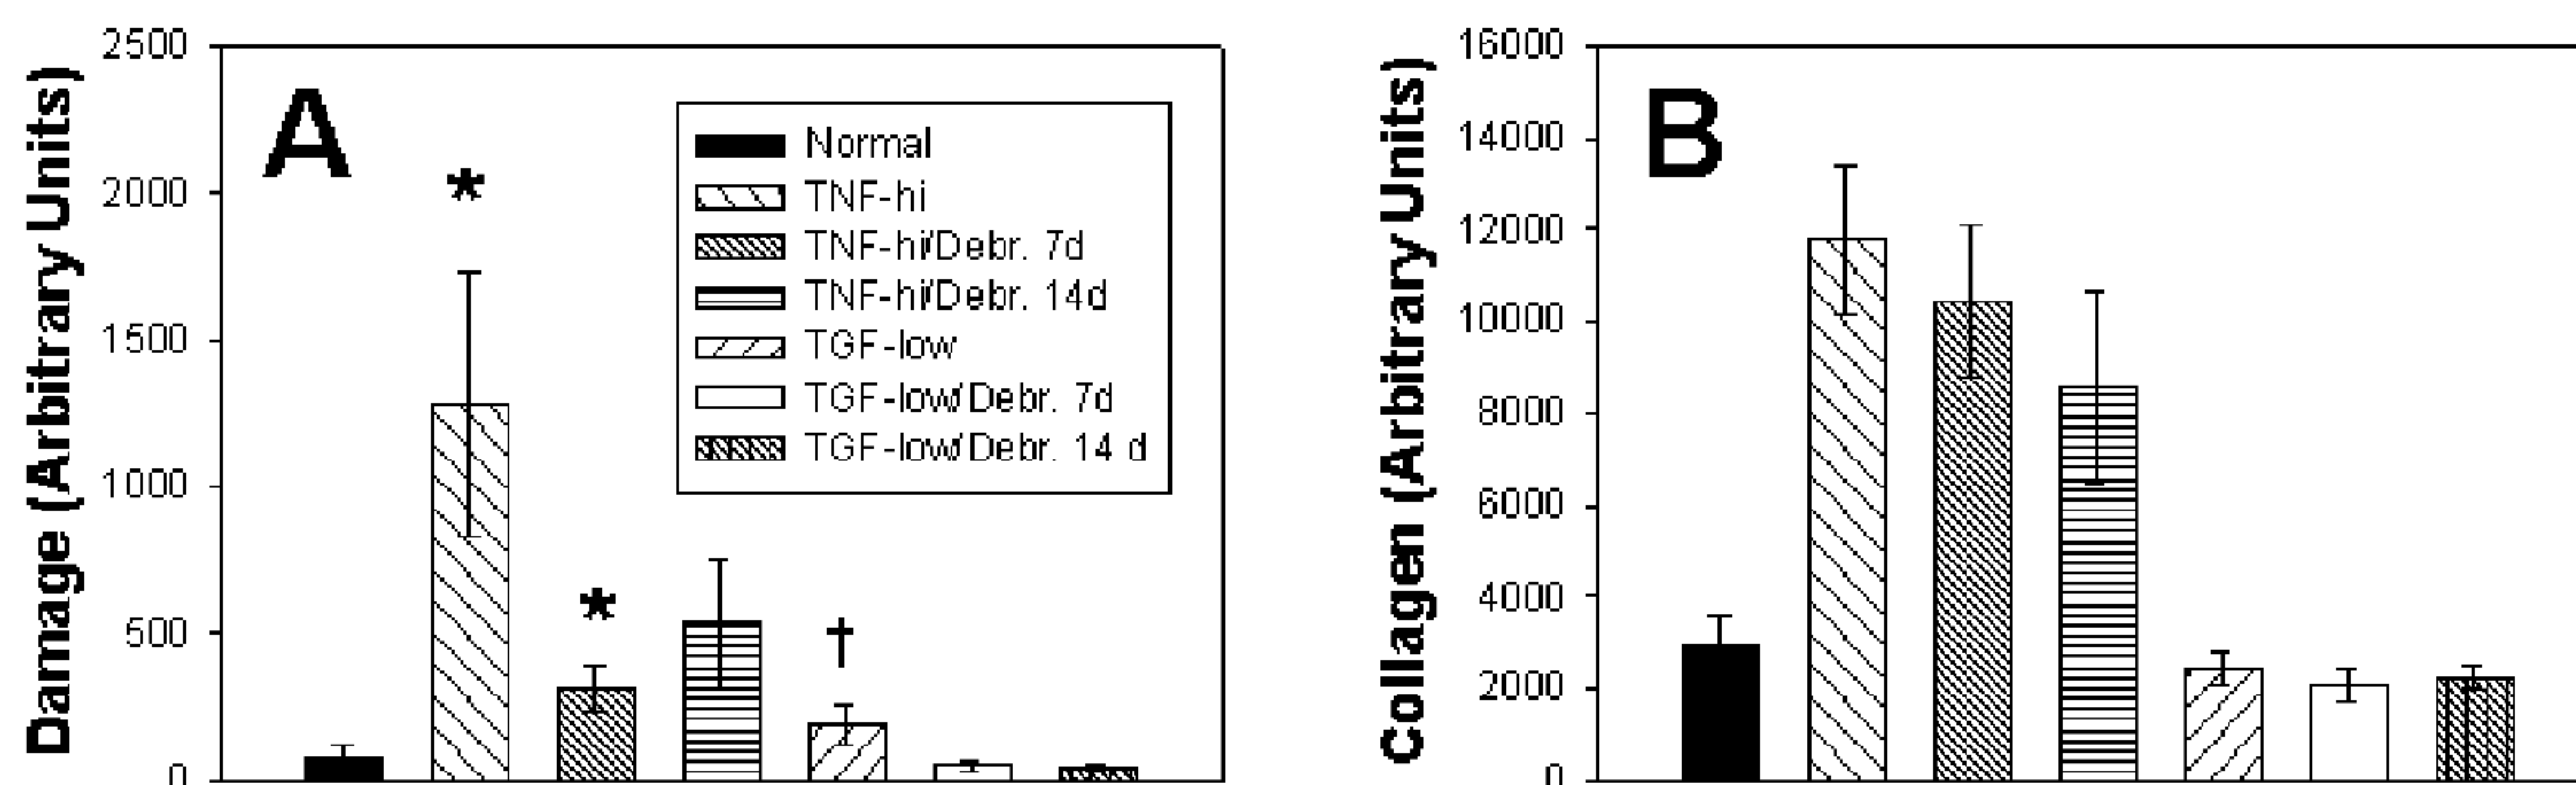 Damage (Arbitrary Units)
2500
2000
1500
1000
500
0
A
*
*
†
Normal
TNF-hi
TNF-hi/Debr. 7d
TNF-hi/Debr. 14d
TGF-low
TGF-low/Debr. 7d
TGF-low/Debr. 14 d
Collagen (Arbitrary Units)
16000
14000
12000
10000
8000
6000
4000
2000
0
B